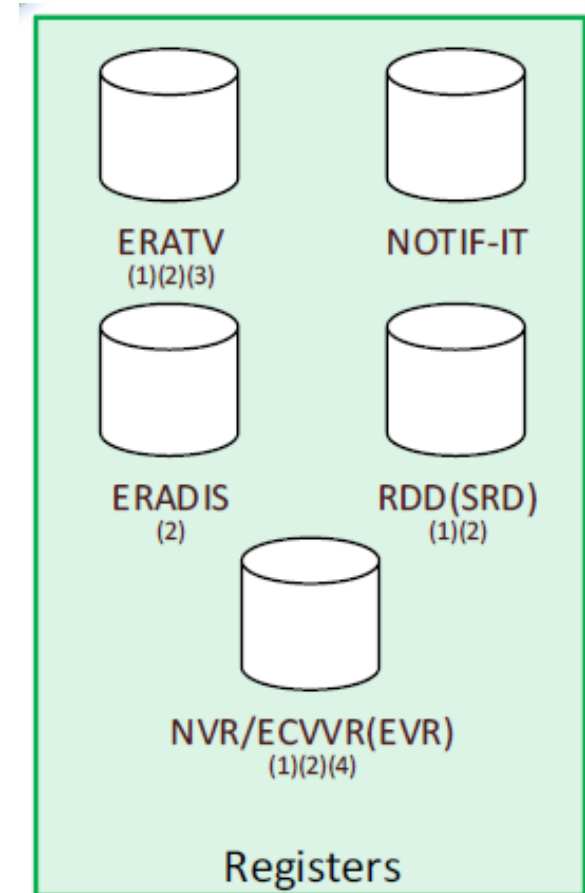 ERATV
(1)(2)(3)
NOTIF-IT
ERADIS
(2)
RDD(SRD)
(1)(2)
NVR/ECVVR(EVR)
(1)(2)(4)
Registers